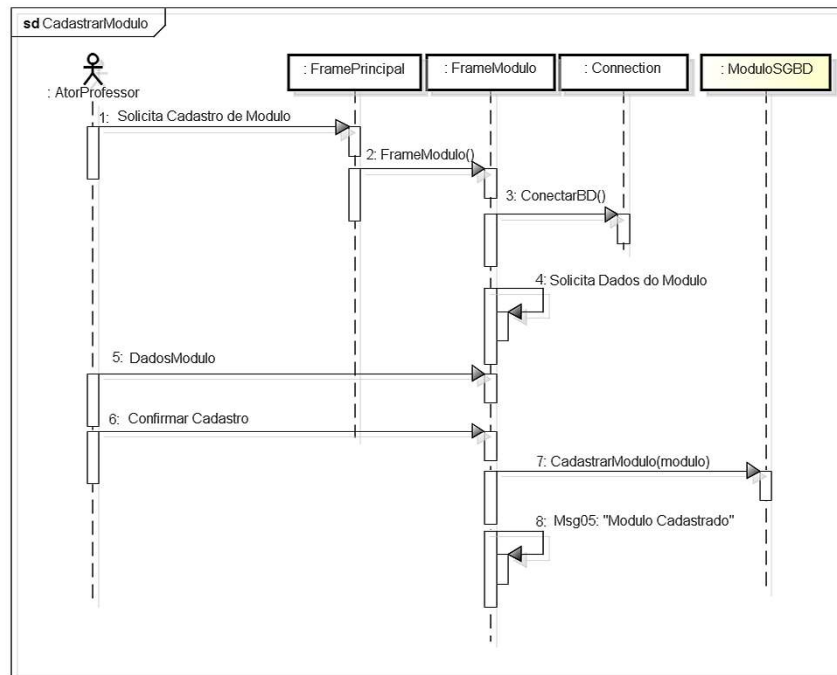 sd CadastrarModulo
: AtorProfessor
: FramePrincipal
: FrameModulo
: Connection
: ModuloSGBD
1: Solicita Cadastro de Modulo
2: FrameModulo()
3: ConectarBD()
4: Solicita Dados do Modulo
5: DadosModulo
6: Confirmar Cadastro
7: CadastrarModulo(modulo)
8: Msg05: "Modulo Cadastrado"